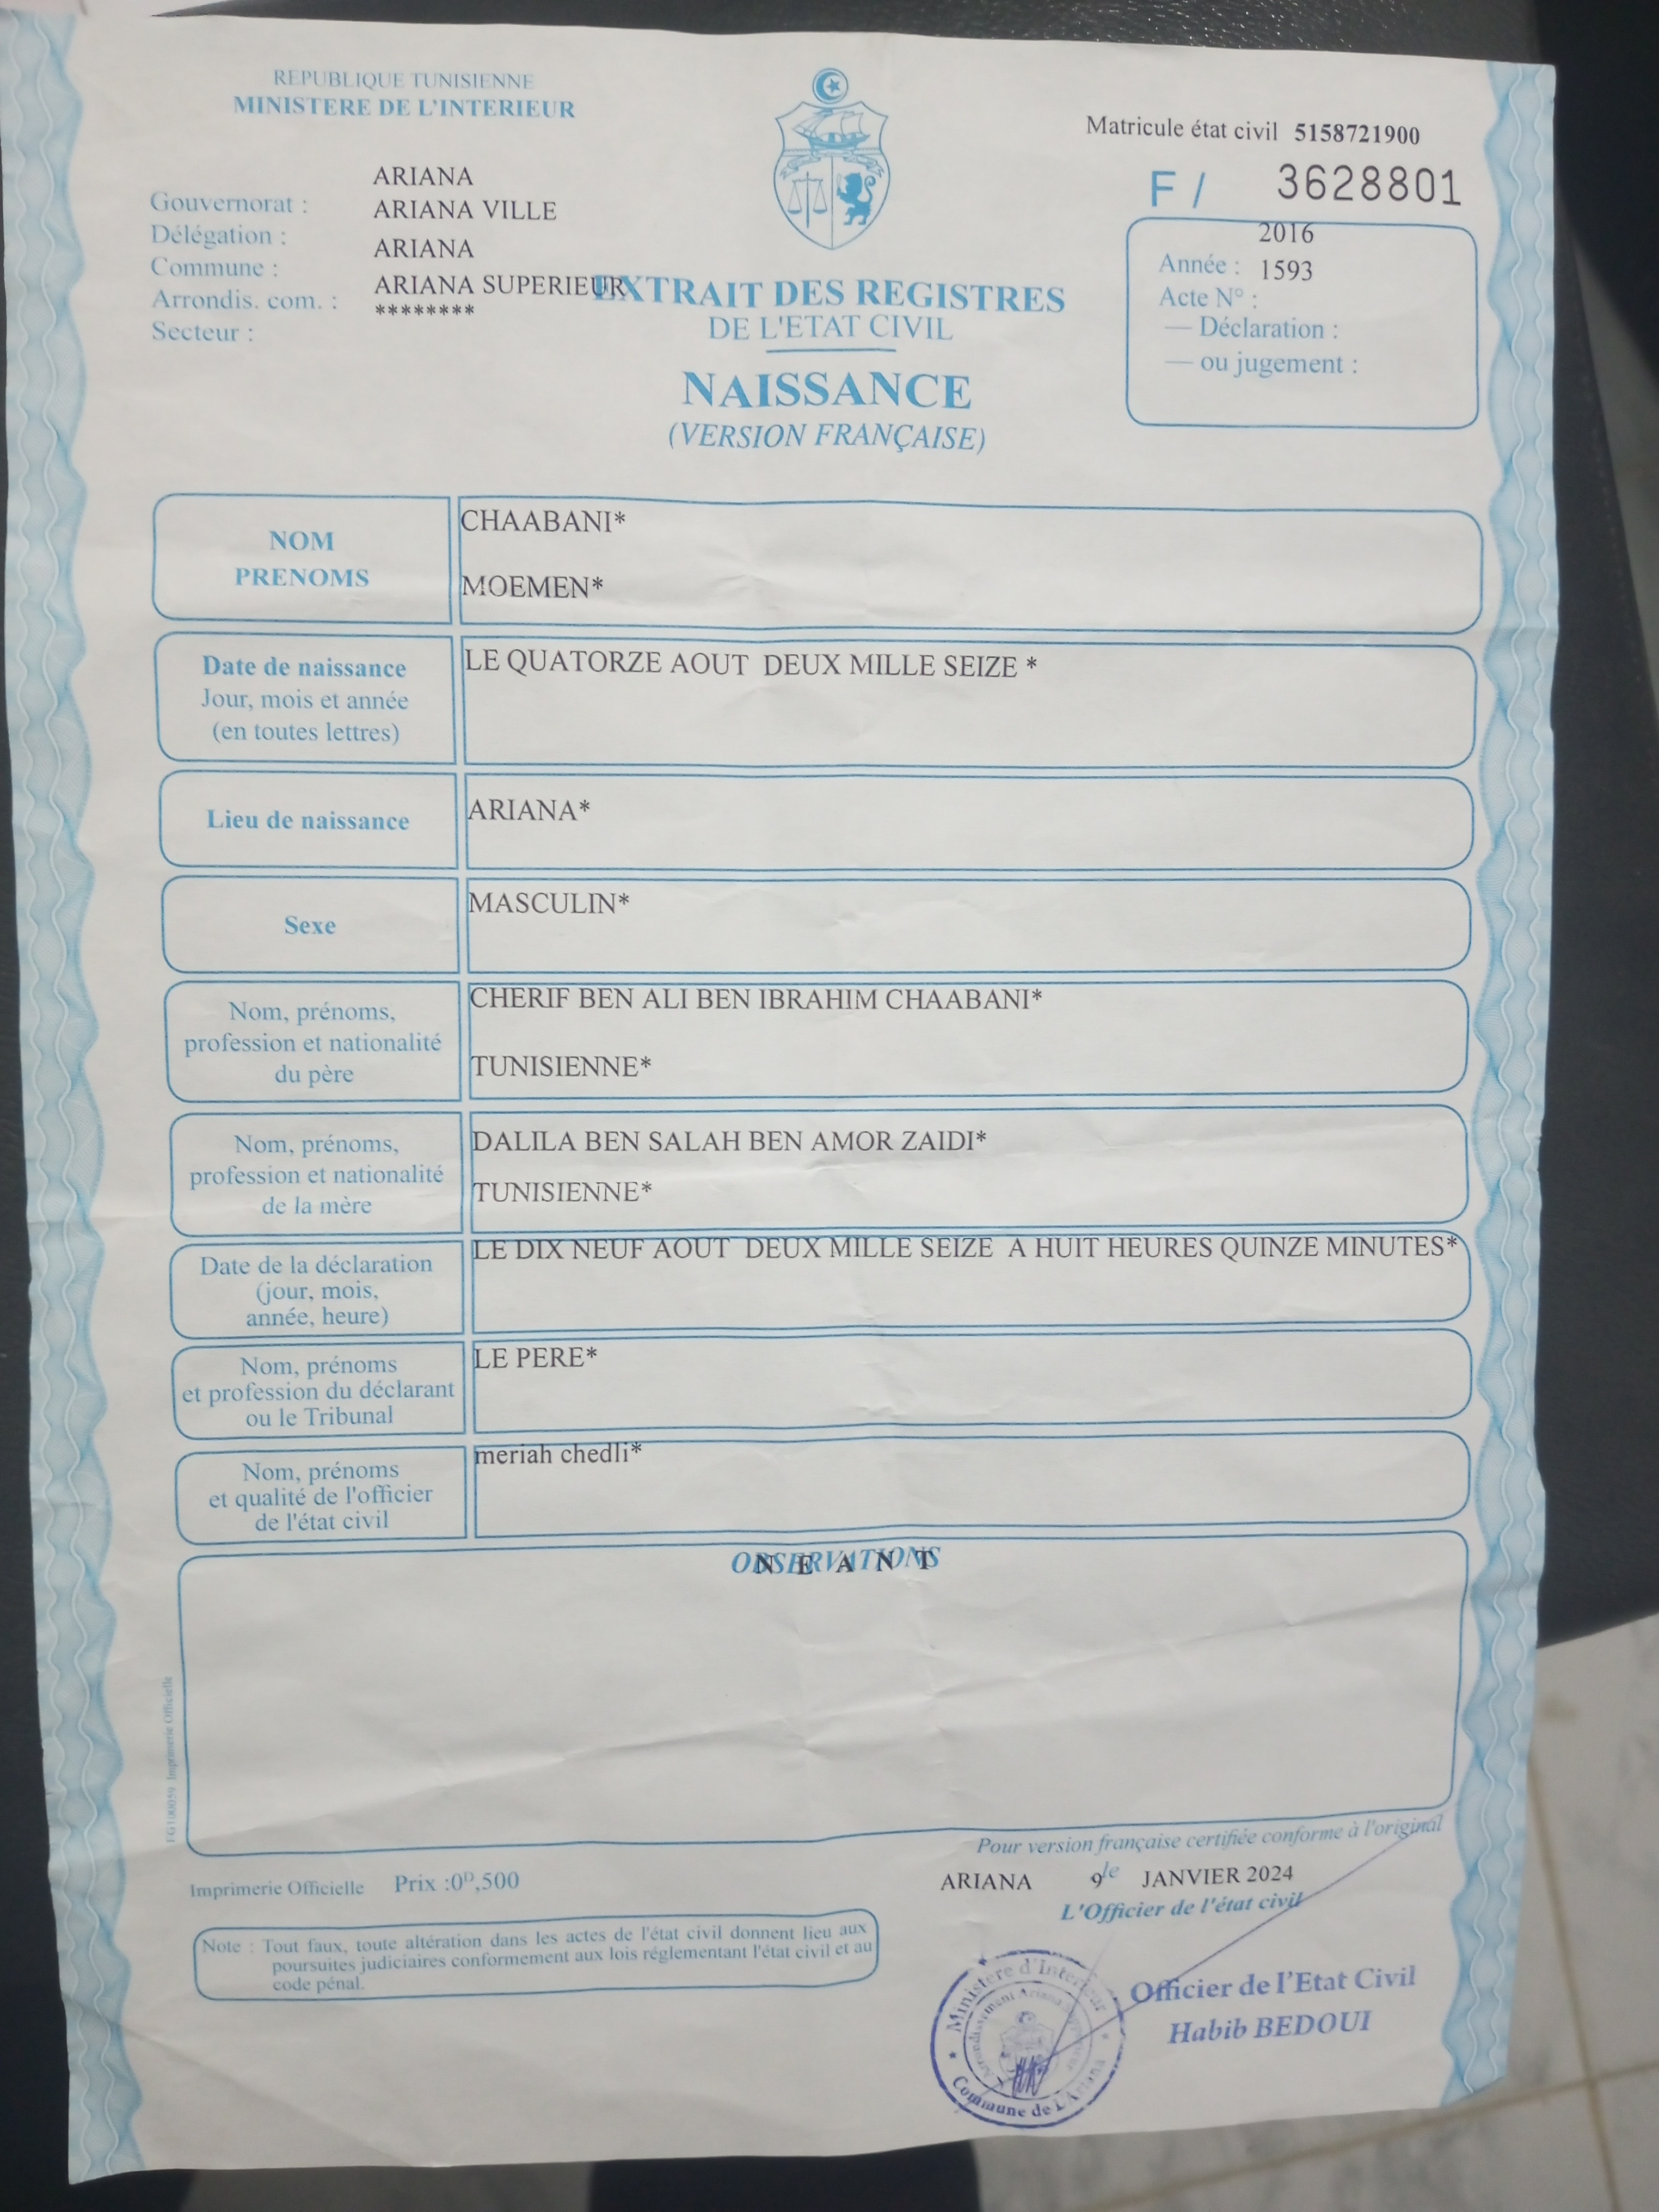 REPUBLIQUE TUNISIENNE
MINISTERE DE L'INTERIEUR
Matricule état civil 5158721900
F / 3628801
Gouvernorat : ARIANA
Délégation : ARIANA VILLE
Commune : ARIANA
Arrondis. com. : ARIANA SUPERIEUR
Secteur : ********
2016
Année : 1593
Acte N° :
— Déclaration :
— ou jugement :
EXTRAIT DES REGISTRES
DE L'ETAT CIVIL
NAISSANCE
(VERSION FRANÇAISE)
NOM
PRENOMS
CHAABANI*
MOEMEN*
Date de naissance
Jour, mois et année
(en toutes lettres)
LE QUATORZE AOUT DEUX MILLE SEIZE *
Lieu de naissance
ARIANA*
Sexe
MASCULIN*
Nom, prénoms,
profession et nationalité
du père
CHERIF BEN ALI BEN IBRAHIM CHAABANI*
TUNISIENNE*
Nom, prénoms,
profession et nationalité
de la mère
DALILA BEN SALAH BEN AMOR ZAIDI*
TUNISIENNE*
Date de la déclaration
(jour, mois,
année, heure)
LE DIX NEUF AOUT DEUX MILLE SEIZE A HUIT HEURES QUINZE MINUTES*
Nom, prénoms
et profession du déclarant
ou le Tribunal
LE PERE*
Nom, prénoms
et qualité de l'officier
de l'état civil
meriah chedli*
OBSERVATIONS
N E A N T
FG100059 Imprimerie Officielle
Pour version française certifiée conforme à l'original
ARIANA 9 le JANVIER 2024
L'Officier de l'état civil
Imprimerie Officielle Prix :0ᴰ,500
Note : Tout faux, toute altération dans les actes de l'état civil donnent lieu aux
poursuites judiciaires conformement aux lois réglementant l'état civil et au
code pénal.
Officier de l'Etat Civil
Habib BEDOUI
Ministère d'Interieur
Commune de L'Ariana